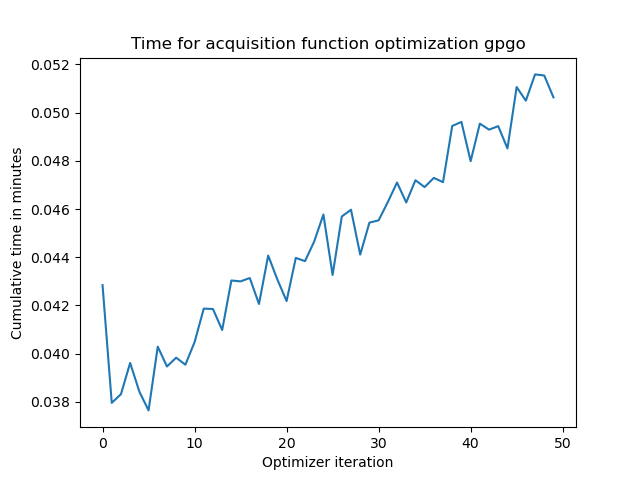 Time for acquisition function optimization gpgo
Cumulative time in minutes
0.052
0.050
0.048
0.046
0.044
0.042
0.040
0.038
0 10 20 30 40 50
Optimizer iteration